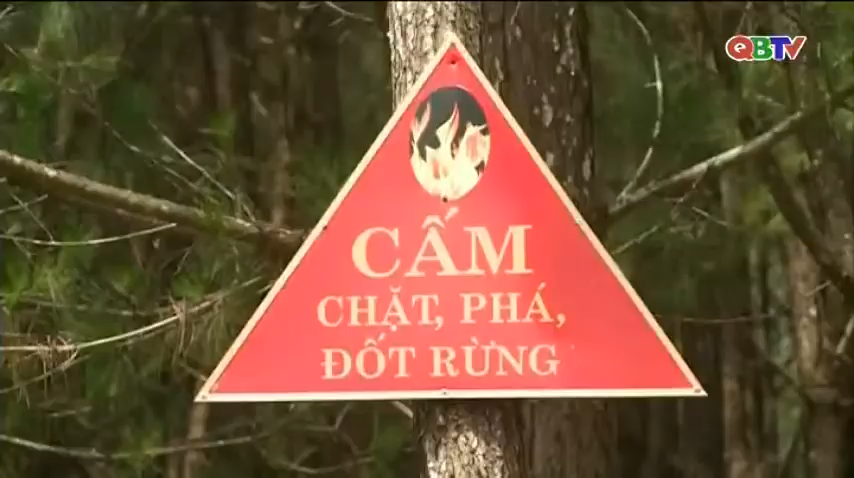 QBTV
CẤM
CHẶT, PHÁ,
ĐỐT RỪNG